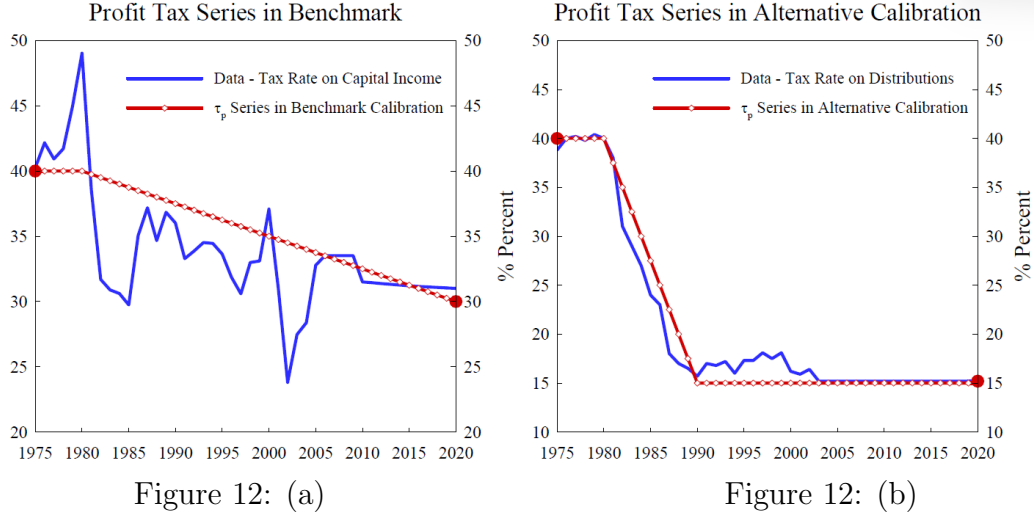 Profit Tax Series in Benchmark
50 50
45 45
40 40
35 35
30 30
25 25
20 20
Data - Tax Rate on Capital Income
τp Series in Benchmark Calibration
1975 1980 1985 1990 1995 2000 2005 2010 2015 2020
Figure 12: (a)
Profit Tax Series in Alternative Calibration
% Percent
50 50
45 45
40 40
35 35
30 30
25 25
20 20
15 15
10 10
% Percent
Data - Tax Rate on Distributions
τp Series in Alternative Calibration
1975 1980 1985 1990 1995 2000 2005 2010 2015 2020
Figure 12: (b)